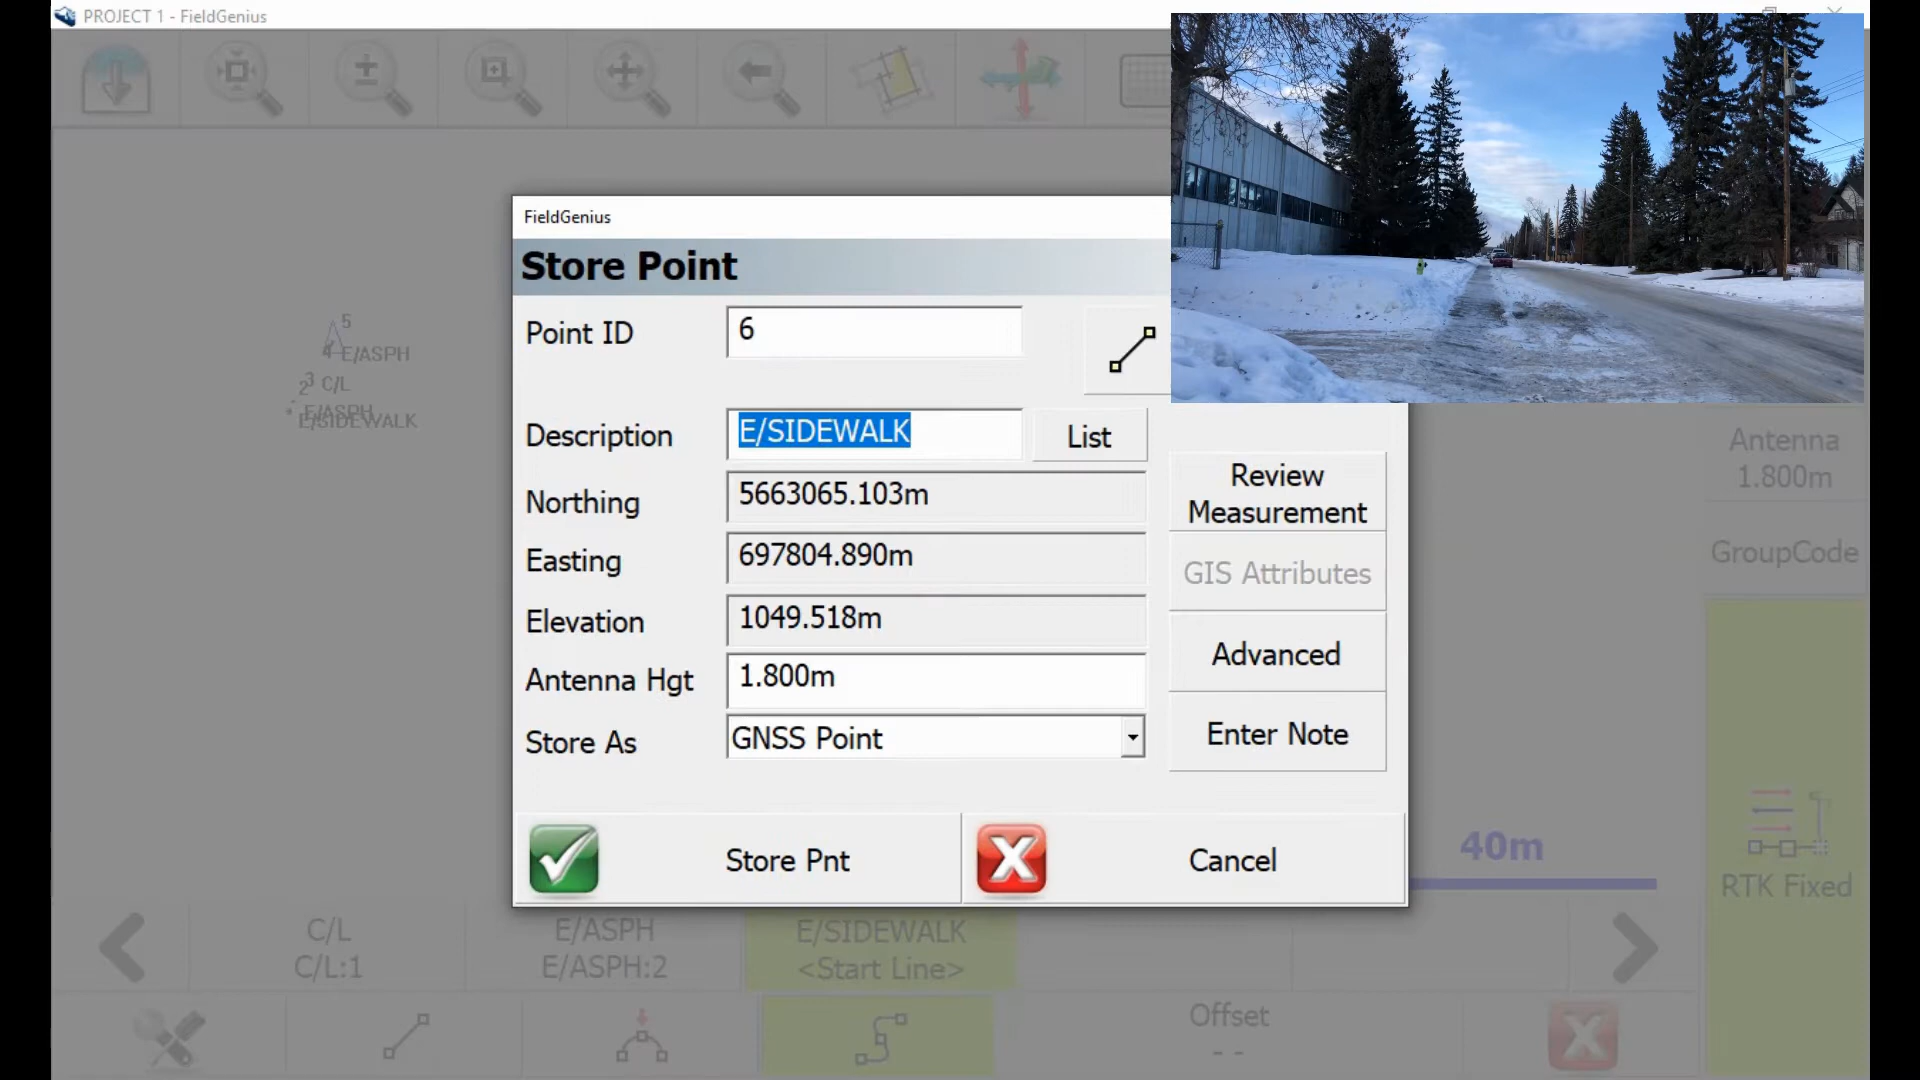 PROJECT 1 - FieldGenius
FieldGenius
Store Point
Point ID
6
Description
E/SIDEWALK
List
Northing
5663065.103m
Easting
697804.890m
Elevation
1049.518m
Antenna Hgt
1.800m
Store As
GNSS Point
Review
Measurement
GIS Attributes
Advanced
Enter Note
Store Pnt
Cancel
5
4 E/ASPH
3 C/L
2
E/ASPH
E/SIDEWALK
Antenna
1.800m
GroupCode
40m
RTK Fixed
C/L
C/L:1
E/ASPH
E/ASPH:2
E/SIDEWALK
<Start Line>
Offset
- -